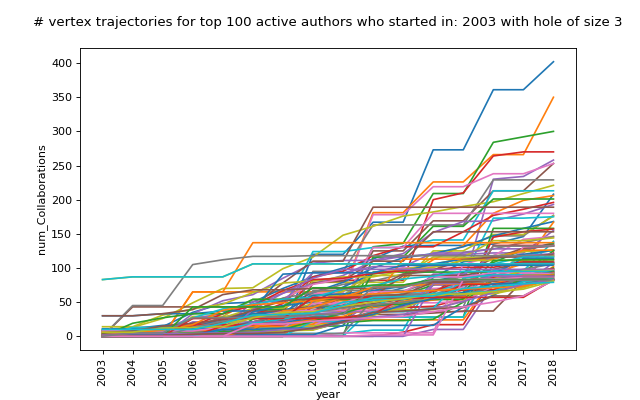 # vertex trajectories for top 100 active authors who started in: 2003 with hole of size 3
400
350
300
250
200
150
100
50
0
num_Collaborations
2003 2004 2005 2006 2007 2008 2009 2010 2011 2012 2013 2014 2015 2016 2017 2018
year